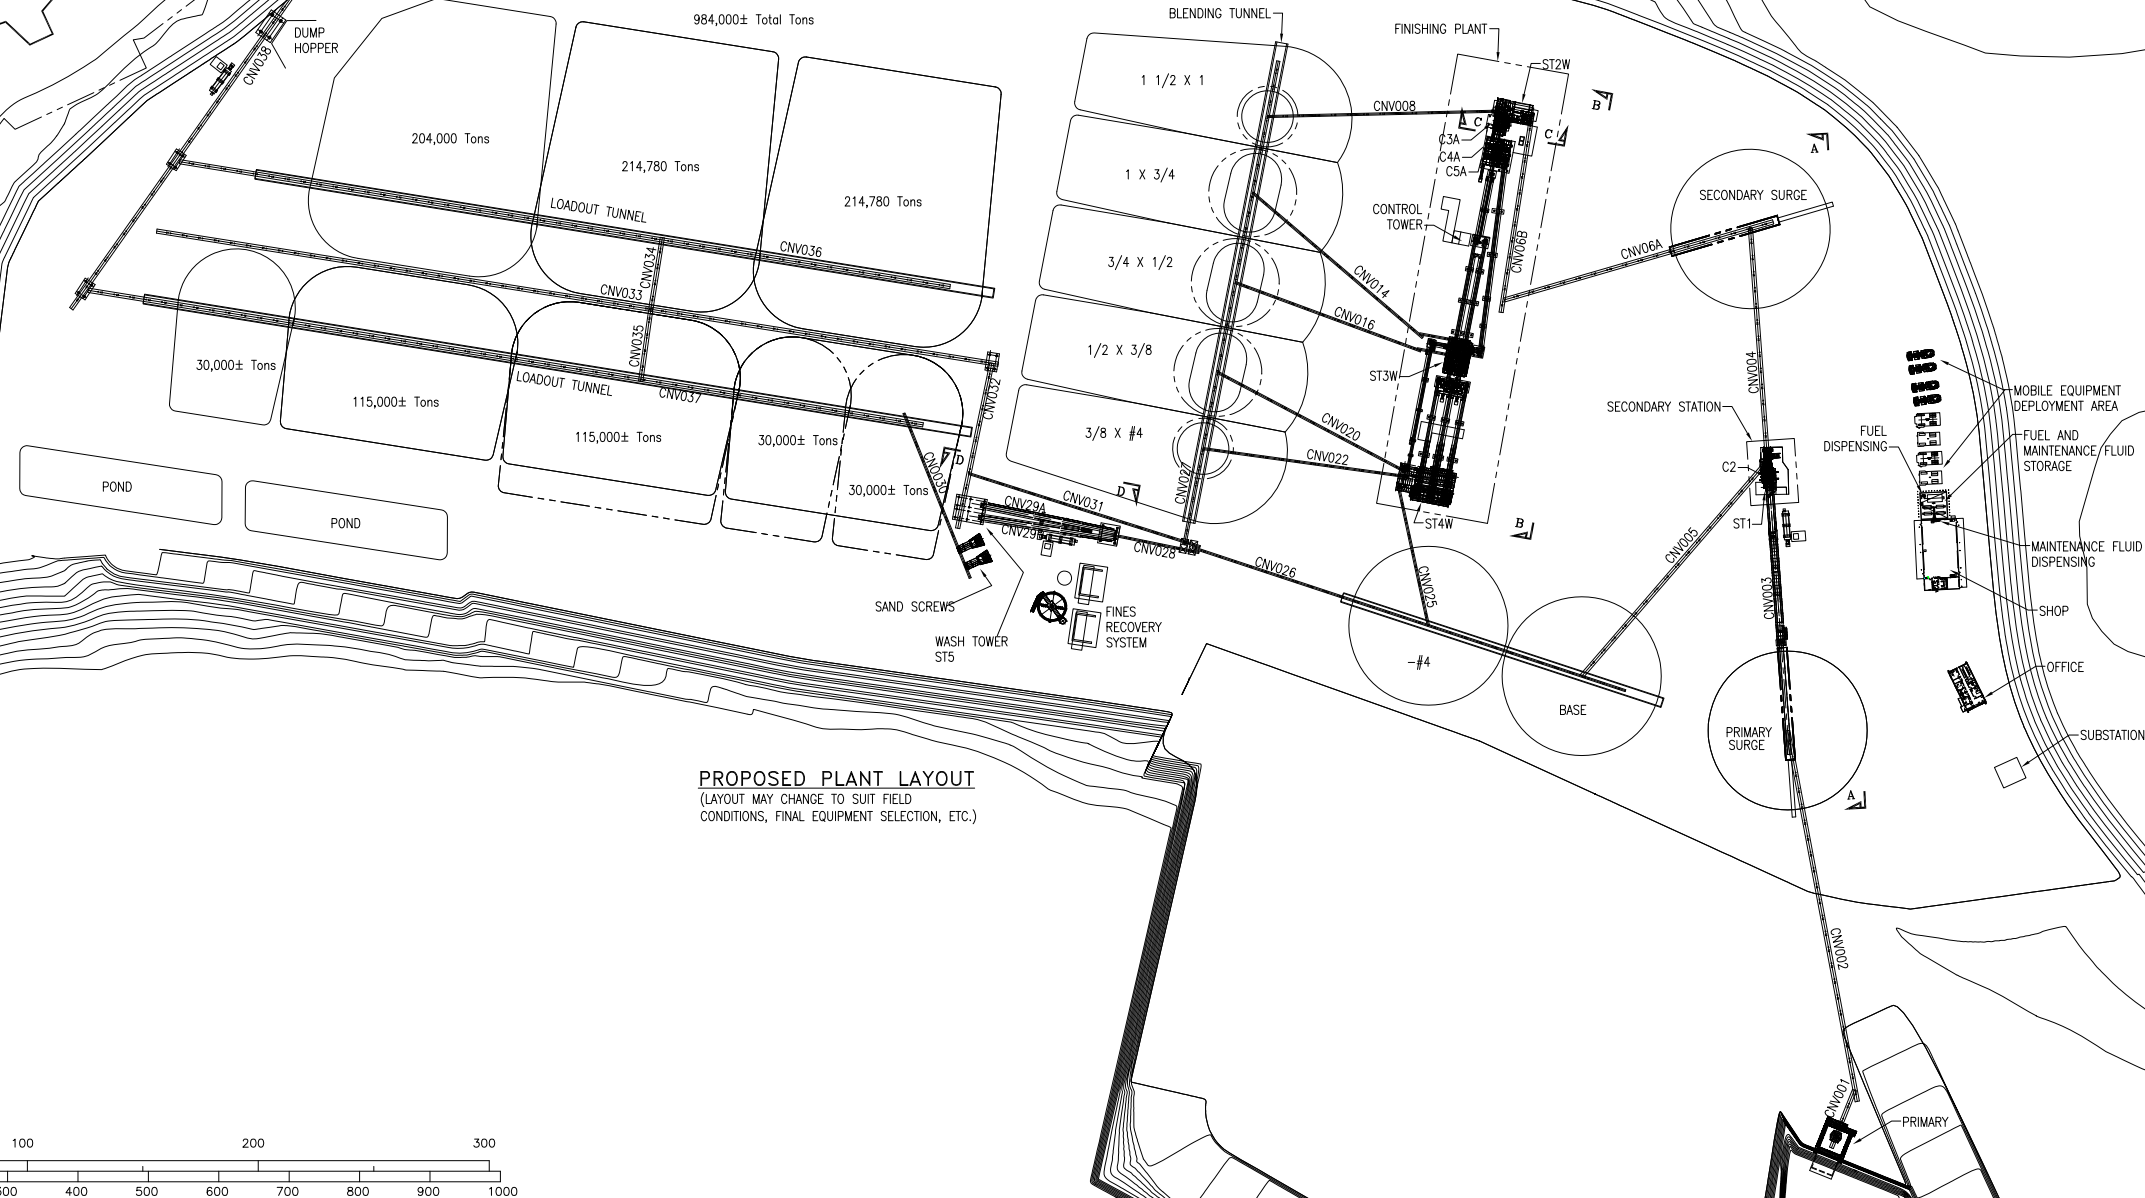 984,000± Total Tons
BLENDING TUNNEL
DUMP
HOPPER
CNV038
FINISHING PLANT
ST2W
1 1/2 X 1
CNV008
B
C
C
C3A
C4A
C5A
A
204,000 Tons
214,780 Tons
214,780 Tons
1 X 3/4
LOADOUT TUNNEL
CONTROL
TOWER
SECONDARY SURGE
CNV036
CNV034
CNV06B
CNV06A
3/4 X 1/2
CNV014
CNV033
CNV016
CNV035
CNV004
1/2 X 3/8
30,000± Tons
LOADOUT TUNNEL
CNV037
CNV032
ST3W
115,000± Tons
MOBILE EQUIPMENT
DEPLOYMENT AREA
SECONDARY STATION
3/8 X #4
CNV020
115,000± Tons
30,000± Tons
FUEL
DISPENSING
FUEL AND
MAINTENANCE FLUID
STORAGE
CNV022
C2
POND
30,000± Tons
CNO030
D
D
CNV027
CNV031
CNV29A
CNV29B
POND
ST4W
B
ST1
CNV028
CNV005
MAINTENANCE FLUID
DISPENSING
CNV026
CNV025
CNV003
SAND SCREWS
FINES
RECOVERY
SYSTEM
SHOP
WASH TOWER
ST5
-#4
OFFICE
BASE
PRIMARY
SURGE
SUBSTATION
PROPOSED PLANT LAYOUT
(LAYOUT MAY CHANGE TO SUIT FIELD
CONDITIONS, FINAL EQUIPMENT SELECTION, ETC.)
A
CNV002
CNV001
PRIMARY
100 200 300
400 500 600 700 800 900 1000